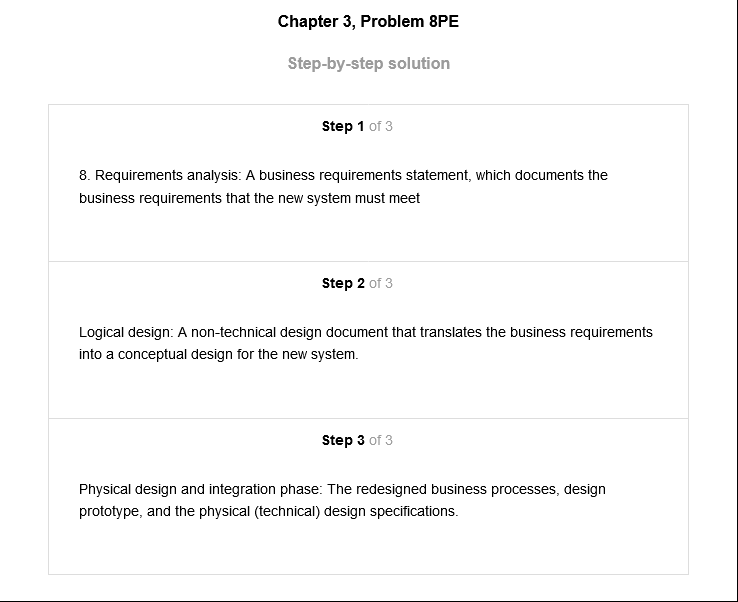 Chapter 3, Problem 8PE
Step-by-step solution
Step 1 of 3
8. Requirements analysis: A business requirements statement, which documents the
business requirements that the new system must meet
Step 2 of 3
Logical design: A non-technical design document that translates the business requirements
into a conceptual design for the new system.
Step 3 of 3
Physical design and integration phase: The redesigned business processes, design
prototype, and the physical (technical) design specifications.